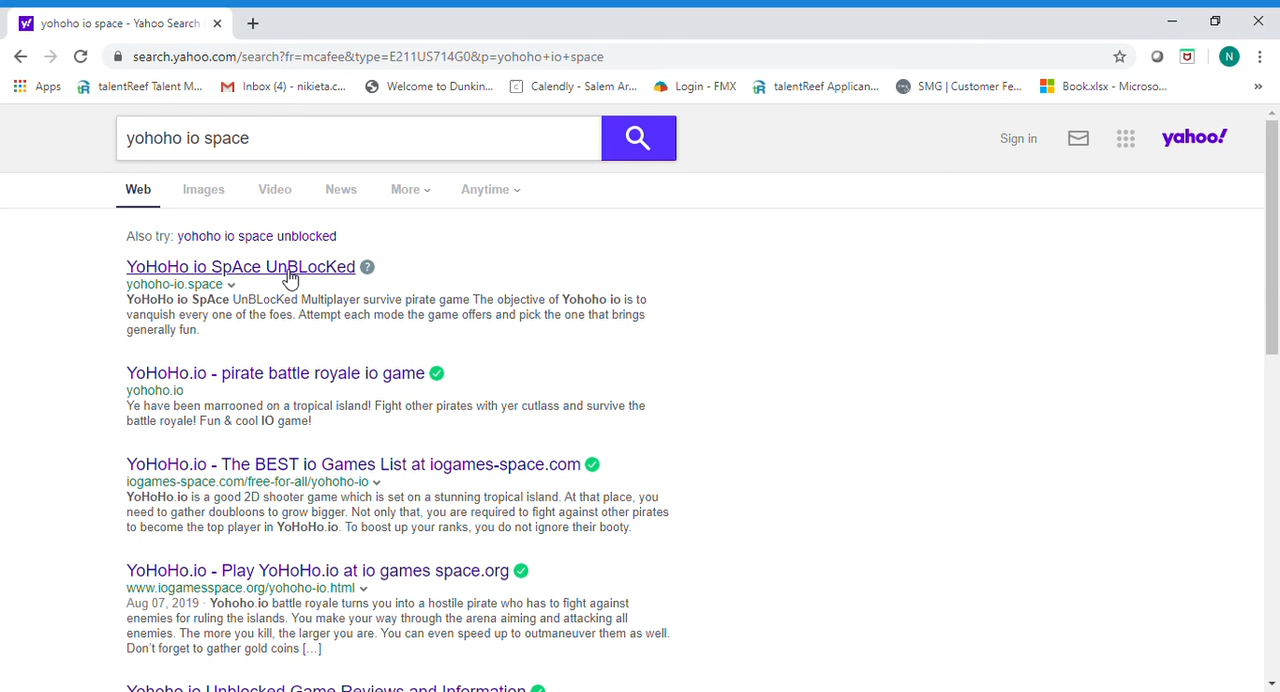 yohoho io space - Yahoo Search
search.yahoo.com/search?fr=mcafee&type=E211US714G0&p=yohoho+io+space
N
Apps talentReef Talent M... Inbox (4) - nikieta.c... Welcome to Dunkin... Calendly - Salem Ar... Login - FMX talentReef Applican... SMG | Customer Fe... Book.xlsx - Microso... »
yohoho io space
Sign in yahoo!
Web Images Video News More Anytime
Also try: yohoho io space unblocked
YoHoHo io SpAce UnBLocKed ?
yohoho-io.space
YoHoHo io SpAce UnBLocKed Multiplayer survive pirate game The objective of Yohoho io is to
vanquish every one of the foes. Attempt each mode the game offers and pick the one that brings
generally fun.
YoHoHo.io - pirate battle royale io game
yohoho.io
Ye have been marrooned on a tropical island! Fight other pirates with yer cutlass and survive the
battle royale! Fun & cool IO game!
YoHoHo.io - The BEST io Games List at iogames-space.com
iogames-space.com/free-for-all/yohoho-io
YoHoHo.io is a good 2D shooter game which is set on a stunning tropical island. At that place, you
need to gather doubloons to grow bigger. Not only that, you are required to fight against other pirates
to become the top player in YoHoHo.io. To boost up your ranks, you do not ignore their booty.
YoHoHo.io - Play YoHoHo.io at io games space.org
www.iogamesspace.org/yohoho-io.html
Aug 07, 2019 · Yohoho.io battle royale turns you into a hostile pirate who has to fight against
enemies for ruling the islands. You make your way through the arena aiming and attacking all
enemies. The more you kill, the larger you are. You can even speed up to outmaneuver them as well.
Don't forget to gather gold coins [...]
Yohoho io Unblocked Game Reviews and Information